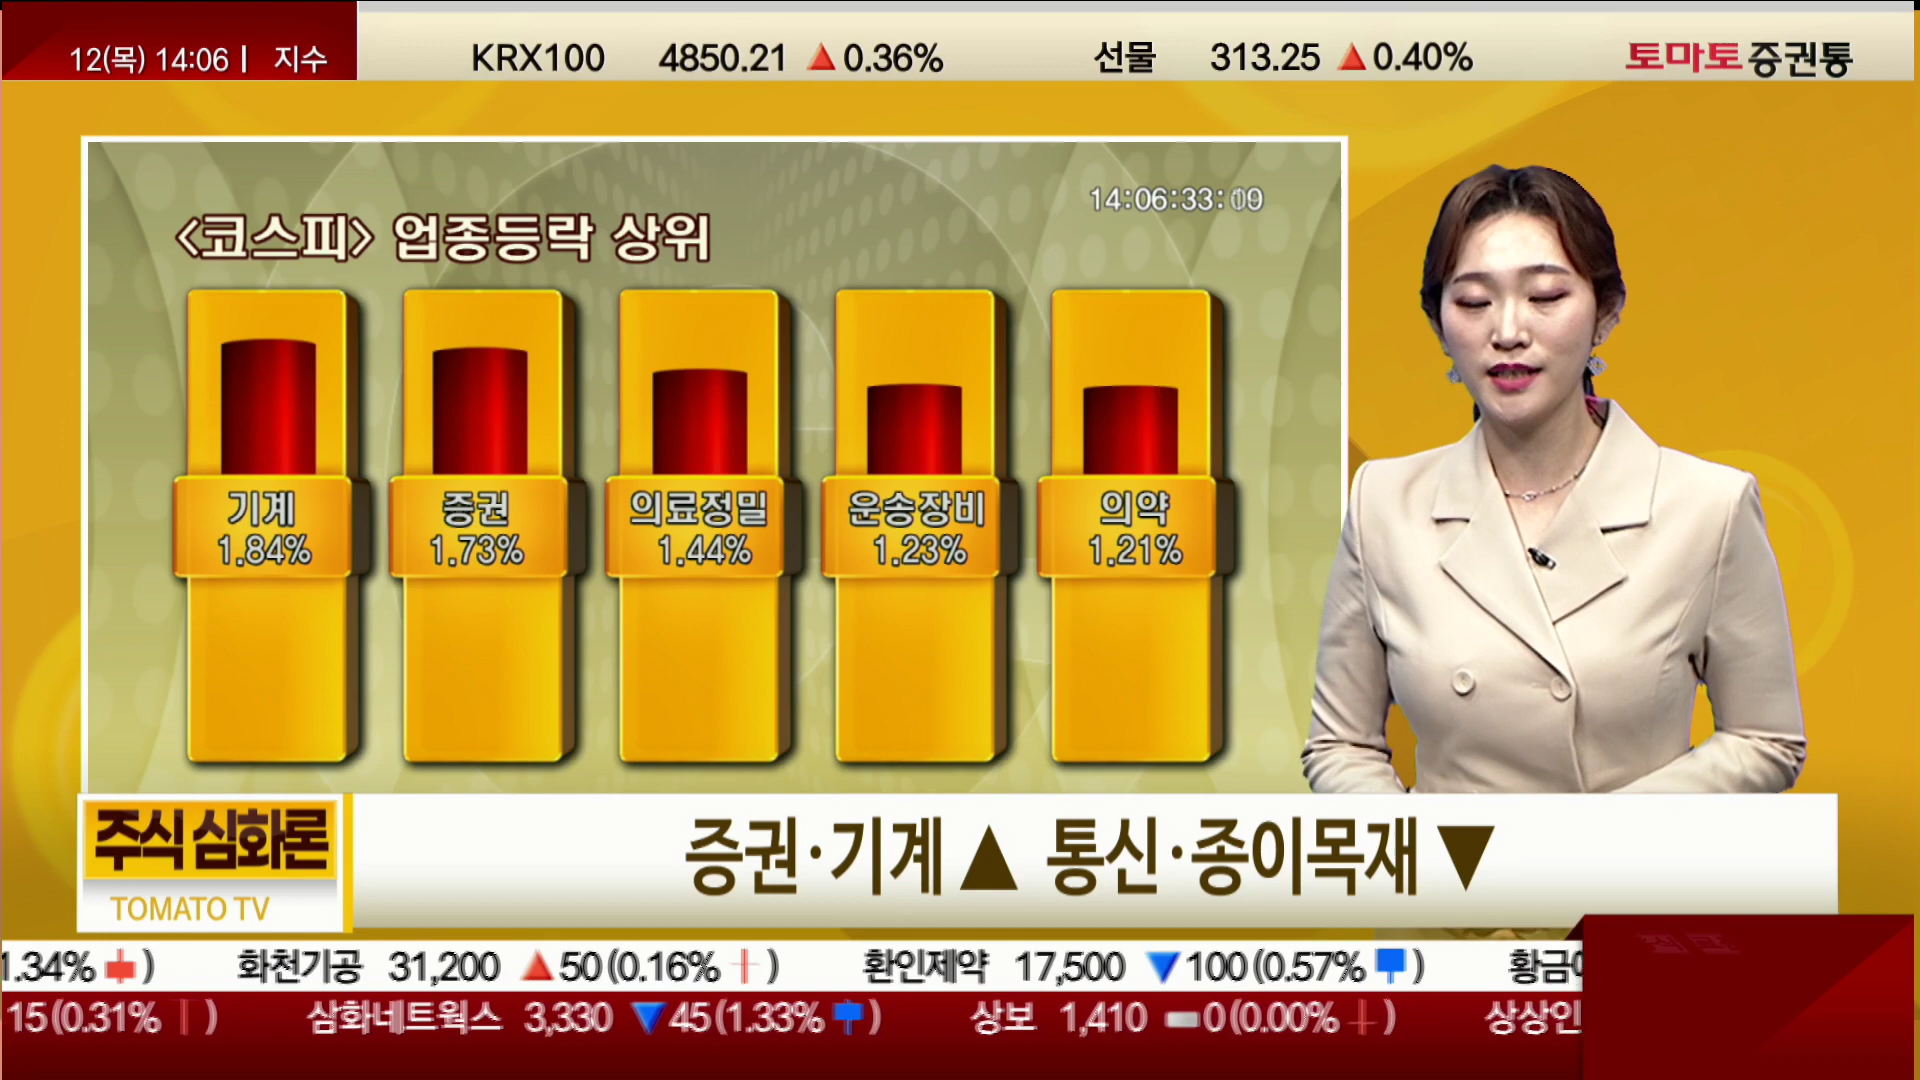 12(목) 14:06 | 지수 KRX100 4850.21 ▲0.36% 선물 313.25 ▲0.40% 토마토증권통
14:06:33:
<코스피> 업종등락 상위
기계 증권 의료정밀 운송장비 의약
1.84% 1.73% 1.44% 1.23% 1.21%
주식 심화론
TOMATO TV
증권·기계▲ 통신·종이목재▼
1.34% ) 화천기공 31,200 ▲50(0.16% ) 환인제약 17,500 ▼100(0.57% ) 황금
15(0.31% ) 삼화네트웍스 3,330 ▼45(1.33% ) 상보 1,410 0(0.00% ) 상상인